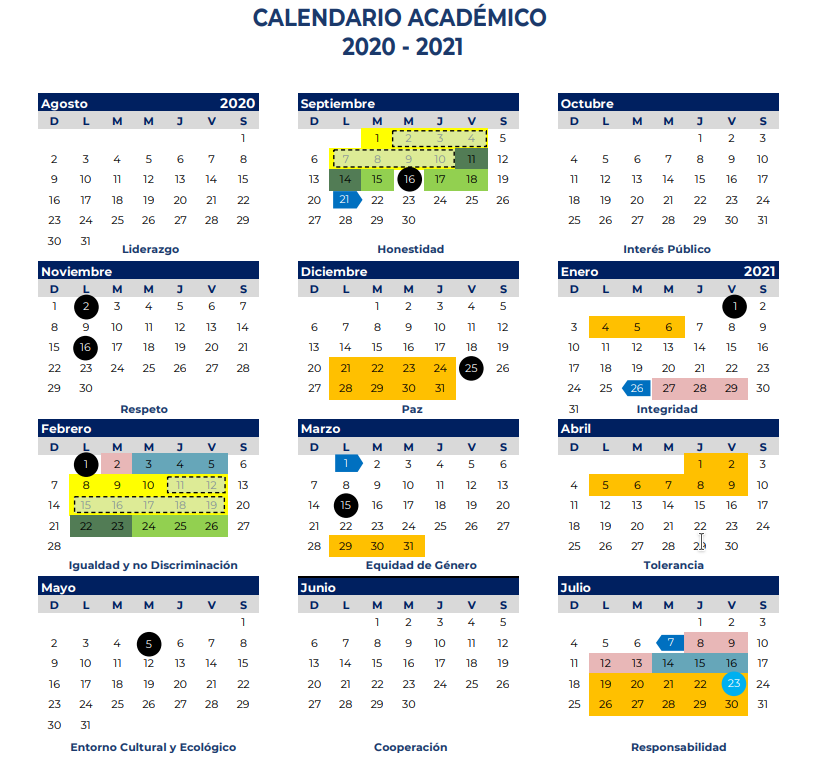 CALENDARIO ACADÉMICO
2020 - 2021
Agosto 2020
D L M M J V S
1
2 3 4 5 6 7 8
9 10 11 12 13 14 15
16 17 18 19 20 21 22
23 24 25 26 27 28 29
30 31
Liderazgo
Septiembre
D L M M J V S
1 2 3 4 5
6 7 8 9 10 11 12
13 14 15 16 17 18 19
20 21 22 23 24 25 26
27 28 29 30
Honestidad
Octubre
D L M M J V S
1 2 3
4 5 6 7 8 9 10
11 12 13 14 15 16 17
18 19 20 21 22 23 24
25 26 27 28 29 30 31
Interés Público
Noviembre
D L M M J V S
1 2 3 4 5 6 7
8 9 10 11 12 13 14
15 16 17 18 19 20 21
22 23 24 25 26 27 28
29 30
Respeto
Diciembre
D L M M J V S
1 2 3 4 5
6 7 8 9 10 11 12
13 14 15 16 17 18 19
20 21 22 23 24 25 26
27 28 29 30 31
Paz
Enero 2021
D L M M J V S
1 2
3 4 5 6 7 8 9
10 11 12 13 14 15 16
17 18 19 20 21 22 23
24 25 26 27 28 29 30
31
Integridad
Febrero
D L M M J V S
1 2 3 4 5 6
7 8 9 10 11 12 13
14 15 16 17 18 19 20
21 22 23 24 25 26 27
28
Igualdad y no Discriminación
Marzo
D L M M J V S
1 2 3 4 5 6
7 8 9 10 11 12 13
14 15 16 17 18 19 20
21 22 23 24 25 26 27
28 29 30 31
Equidad de Género
Abril
D L M M J V S
1 2 3
4 5 6 7 8 9 10
11 12 13 14 15 16 17
18 19 20 21 22 23 24
25 26 27 28 29 30
Tolerancia
Mayo
D L M M J V S
1
2 3 4 5 6 7 8
9 10 11 12 13 14 15
16 17 18 19 20 21 22
23 24 25 26 27 28 29
30 31
Entorno Cultural y Ecológico
Junio
D L M M J V S
1 2 3 4 5
6 7 8 9 10 11 12
13 14 15 16 17 18 19
20 21 22 23 24 25 26
27 28 29 30
Cooperación
Julio
D L M M J V S
1 2 3
4 5 6 7 8 9 10
11 12 13 14 15 16 17
18 19 20 21 22 23 24
25 26 27 28 29 30 31
Responsabilidad